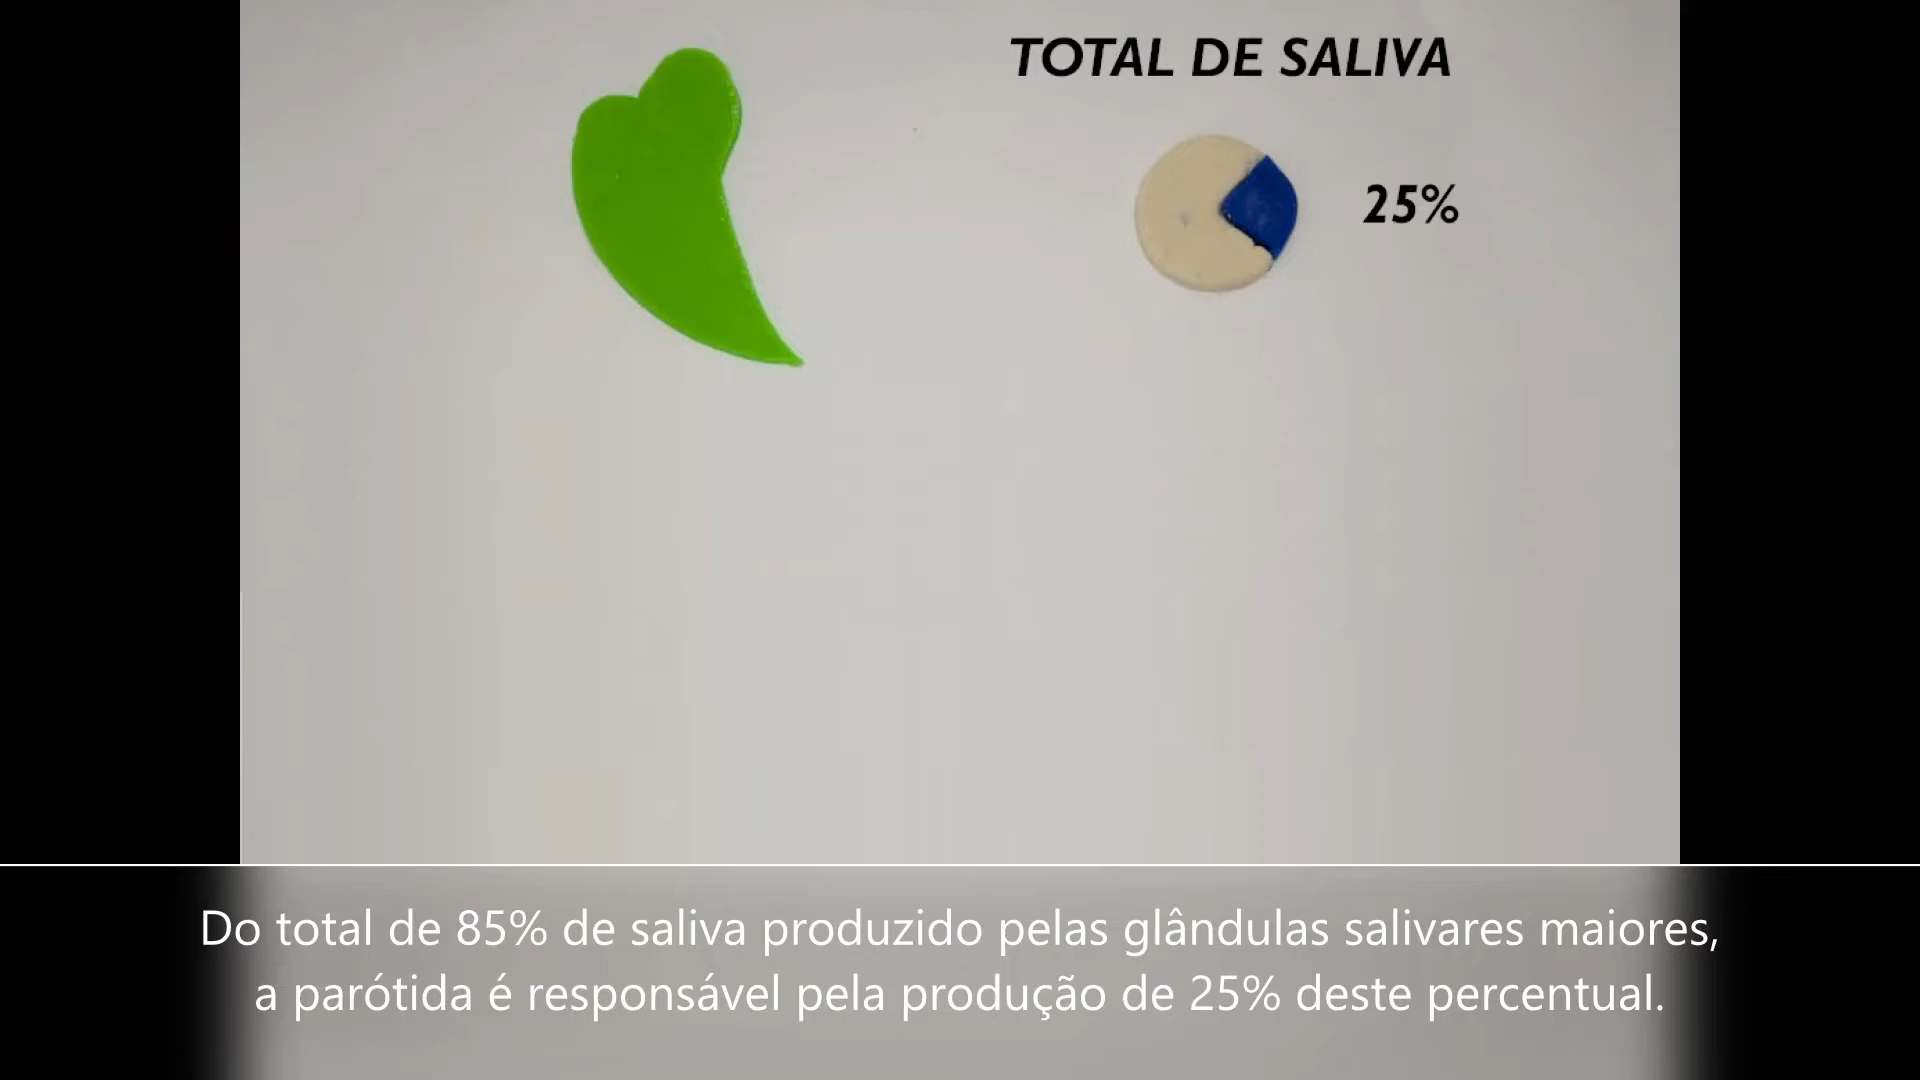 TOTAL DE SALIVA
25%
Do total de 85% de saliva produzido pelas glândulas salivares maiores,
a parótida é responsável pela produção de 25% deste percentual.